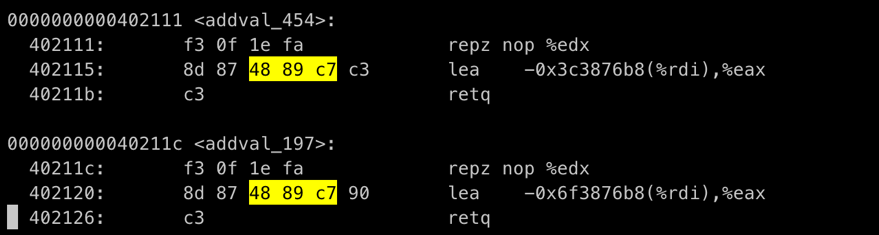 0000000000402111 <addval_454>:
402111: f3 0f 1e fa repz nop %edx
402115: 8d 87 48 89 c7 c3 lea -0x3c3876b8(%rdi),%eax
40211b: c3 retq
000000000040211c <addval_197>:
40211c: f3 0f 1e fa repz nop %edx
402120: 8d 87 48 89 c7 90 lea -0x6f3876b8(%rdi),%eax
402126: c3 retq